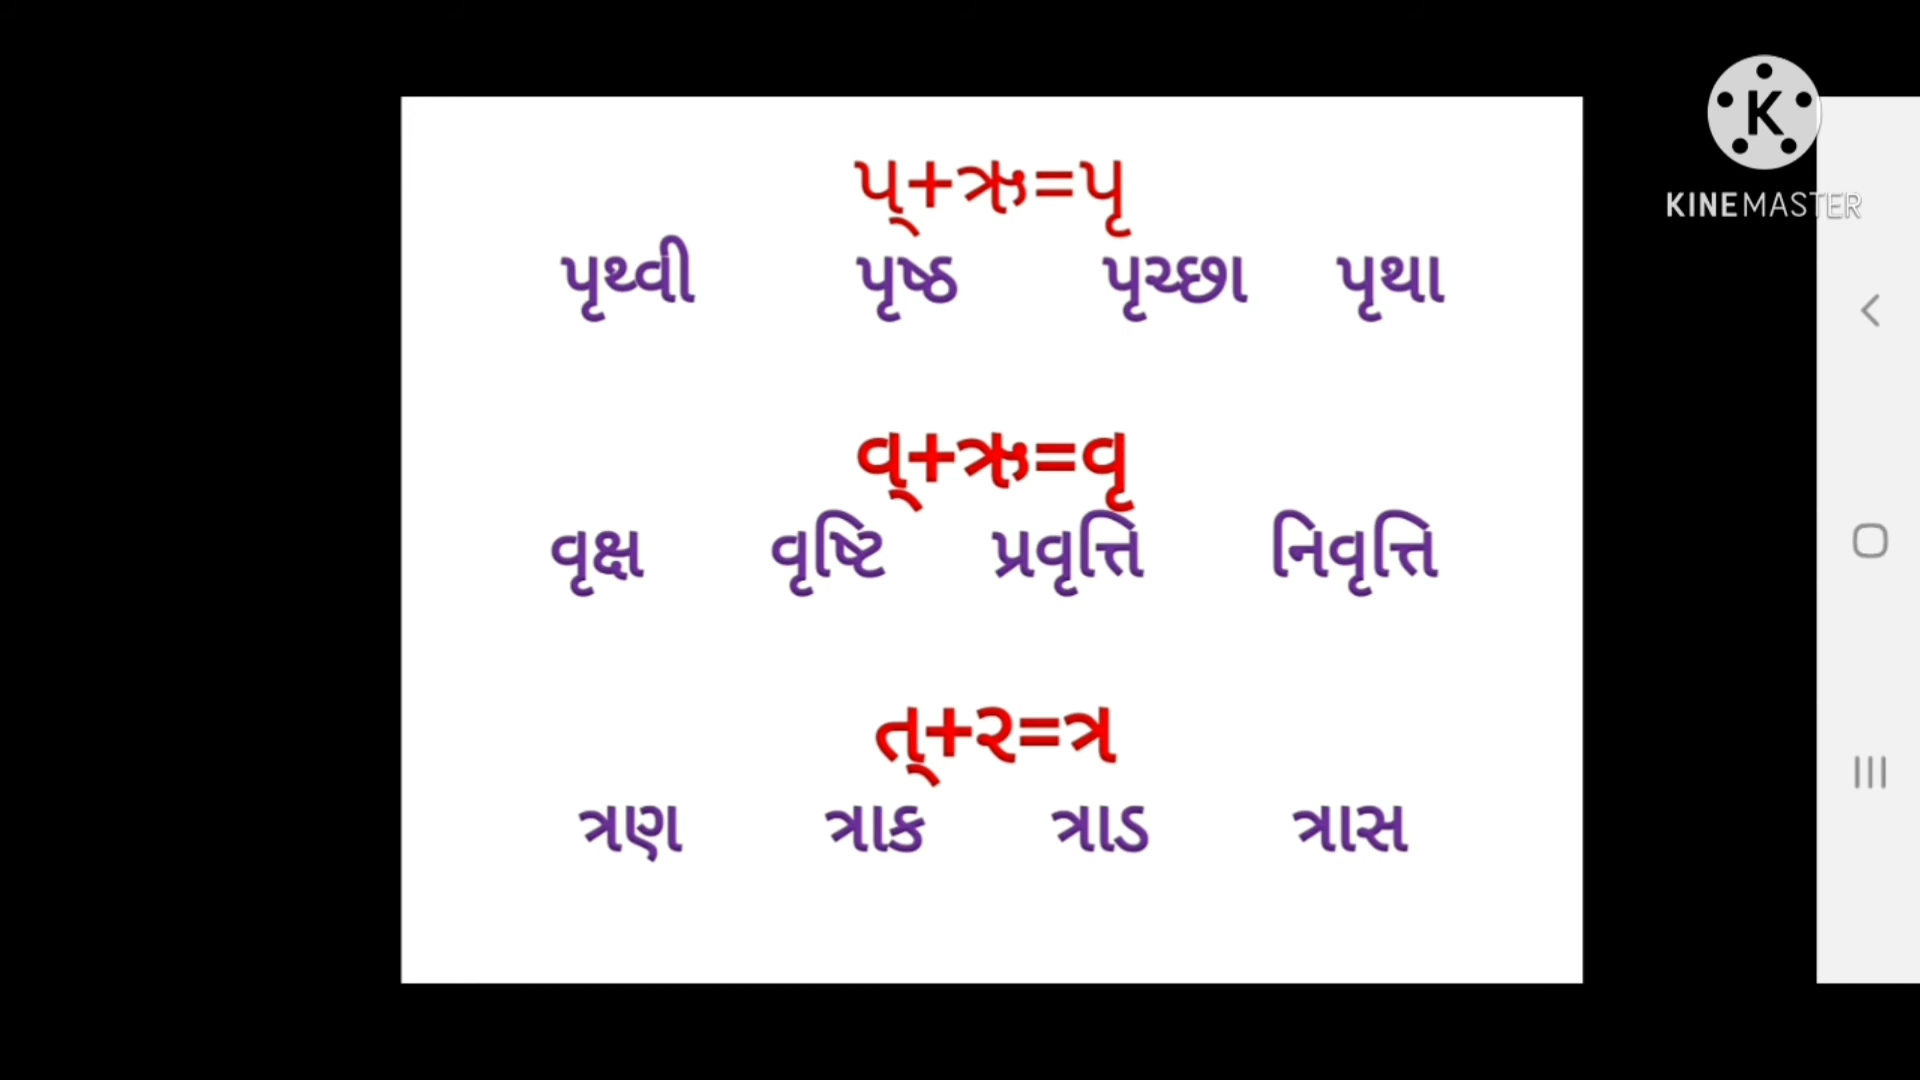 પ્+ઋ=પૃ
પૃથ્વી પૃષ્ઠ પૃચ્છા પૃથા
વ્+ઋ=વૃ
વૃક્ષ વૃષ્ટિ પ્રવૃત્તિ નિવૃત્તિ
ત્+ર=ત્ર
ત્રણ ત્રાક ત્રાડ ત્રાસ
K
KINEMASTER